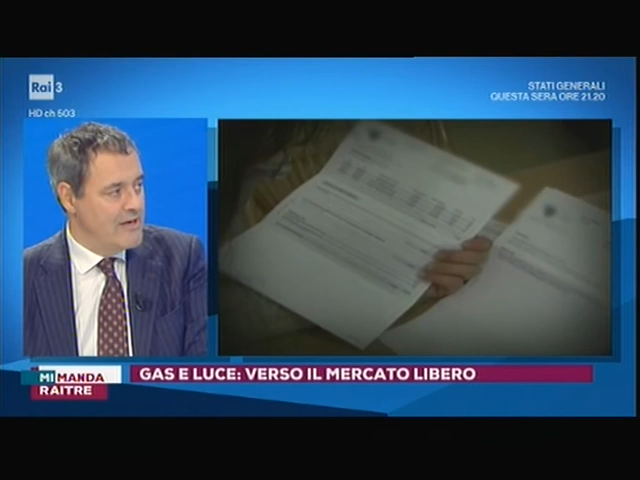 Rai 3
HD ch 503
STATI GENERALI
QUESTA SERA ORE 21.20
MI MANDA
RAITRE
GAS E LUCE: VERSO IL MERCATO LIBERO